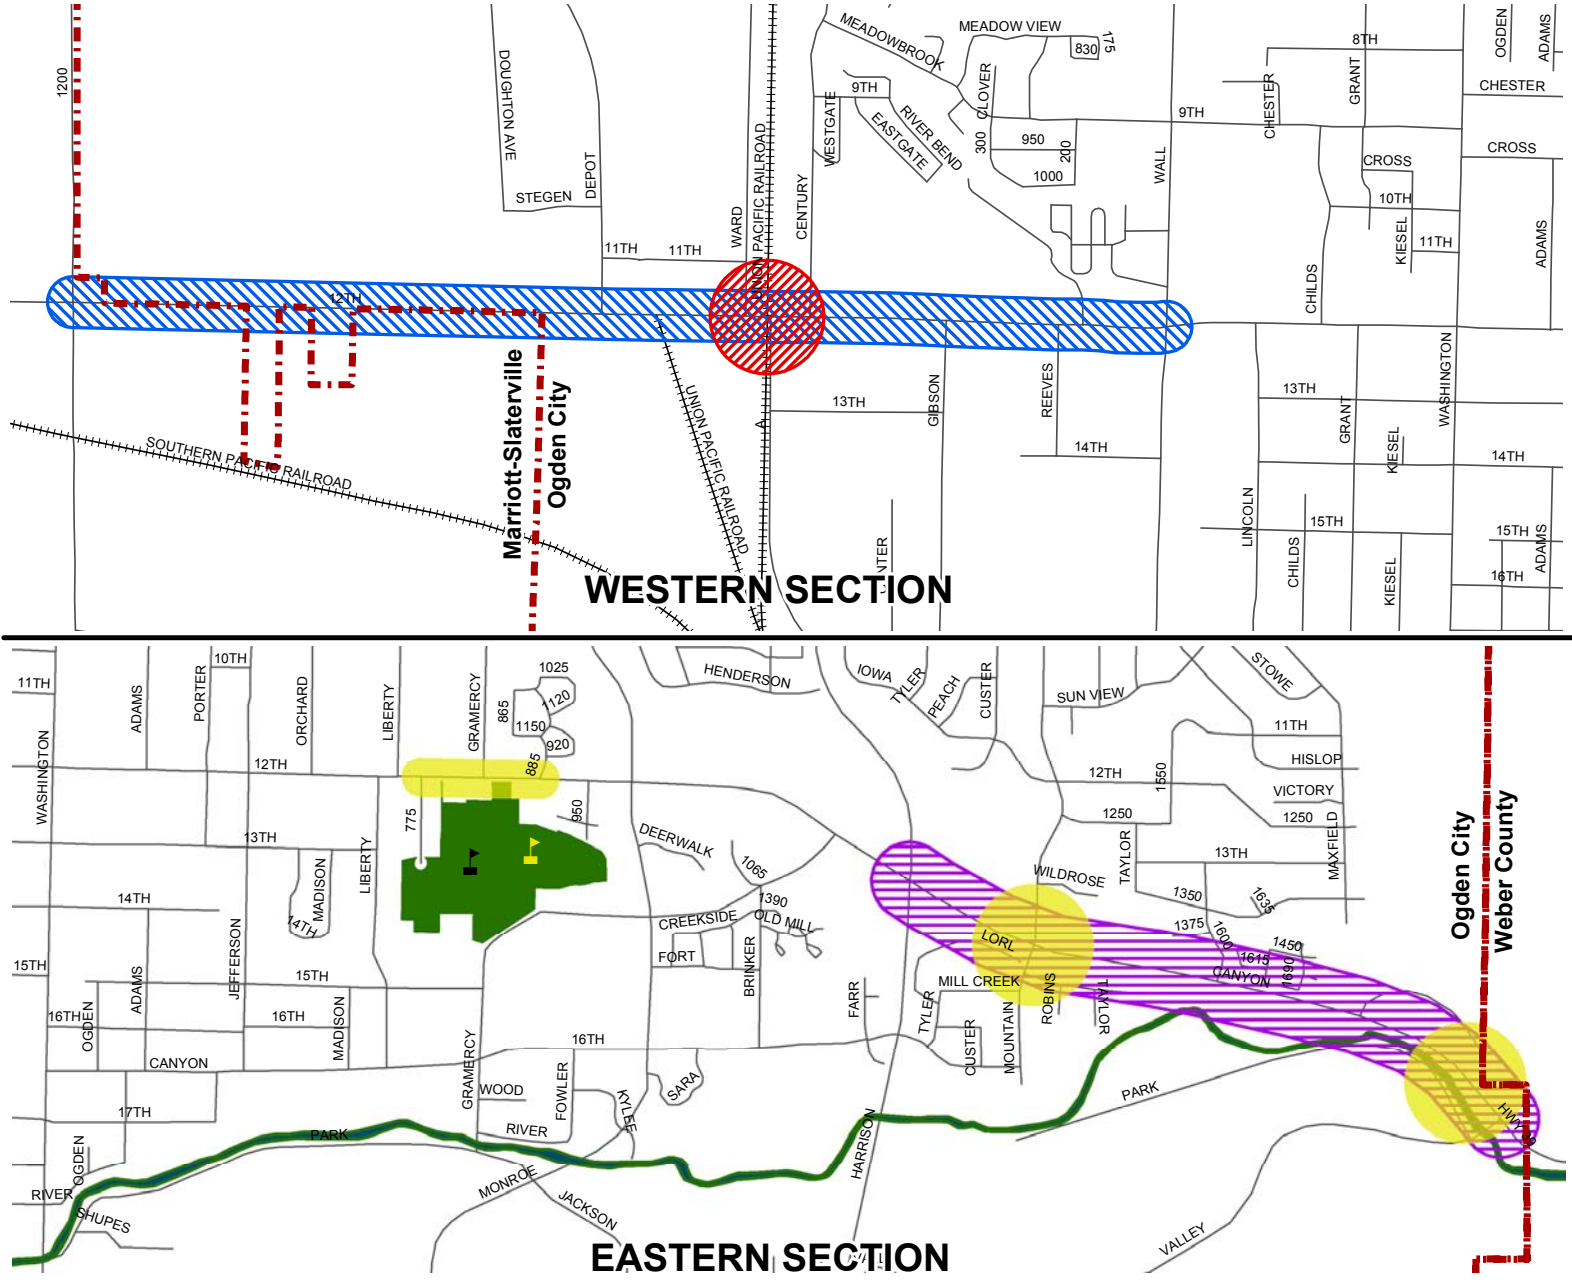 1200
DOUGHTON AVE
STEGEN
DEPOT
11TH
11TH
WARD
UNION PACIFIC RAILROAD
CENTURY
WESTGATE
MEADOWBROOK
9TH
EASTGATE
RIVER BEND
MEADOW VIEW
830
175
CLOVER
300
950
200
1000
WALL
9TH
8TH
CHESTER
GRANT
OGDEN
ADAMS
CHESTER
CROSS
CROSS
10TH
KIESEL
11TH
CHILDS
ADAMS
12TH
Marriott-Slaterville
Ogden City
SOUTHERN PACIFIC RAILROAD
UNION PACIFIC RAILROAD
A
13TH
GIBSON
REEVES
14TH
13TH
GRANT
KIESEL
WASHINGTON
14TH
LINCOLN
15TH
CHILDS
KIESEL
15TH
ADAMS
16TH
WESTERN SECTION
11TH
WASHINGTON
ADAMS
PORTER
10TH
ORCHARD
LIBERTY
GRAMERCY
865
1025
1120
1150
920
885
12TH
775
950
13TH
LIBERTY
MADISON
14TH
14TH
JEFFERSON
15TH
15TH
ADAMS
OGDEN
16TH
16TH
MADISON
CANYON
17TH
OGDEN
RIVER
SHUPES
PARK
GRAMERCY
WOOD
RIVER
FOWLER
KYLEE
MONROE
JACKSON
16TH
SARA
HENDERSON
DEERWALK
1065
1390
OLD MILL
CREEKSIDE
FORT
BRINKER
IOWA
TYLER
PEACH
CUSTER
SUN VIEW
STOWE
11TH
HISLOP
12TH
1550
VICTORY
1250
1250
TAYLOR
13TH
MAXFIELD
WILDROSE
1350
1635
1375
1600
1450
1615
1690
CANYON
LORL
MILL CREEK
ROBINS
TAYLOR
MOUNTAIN
CUSTER
TYLER
FARR
HARRISON
PARK
VALLEY
Ogden City
Weber County
EASTERN SECTION